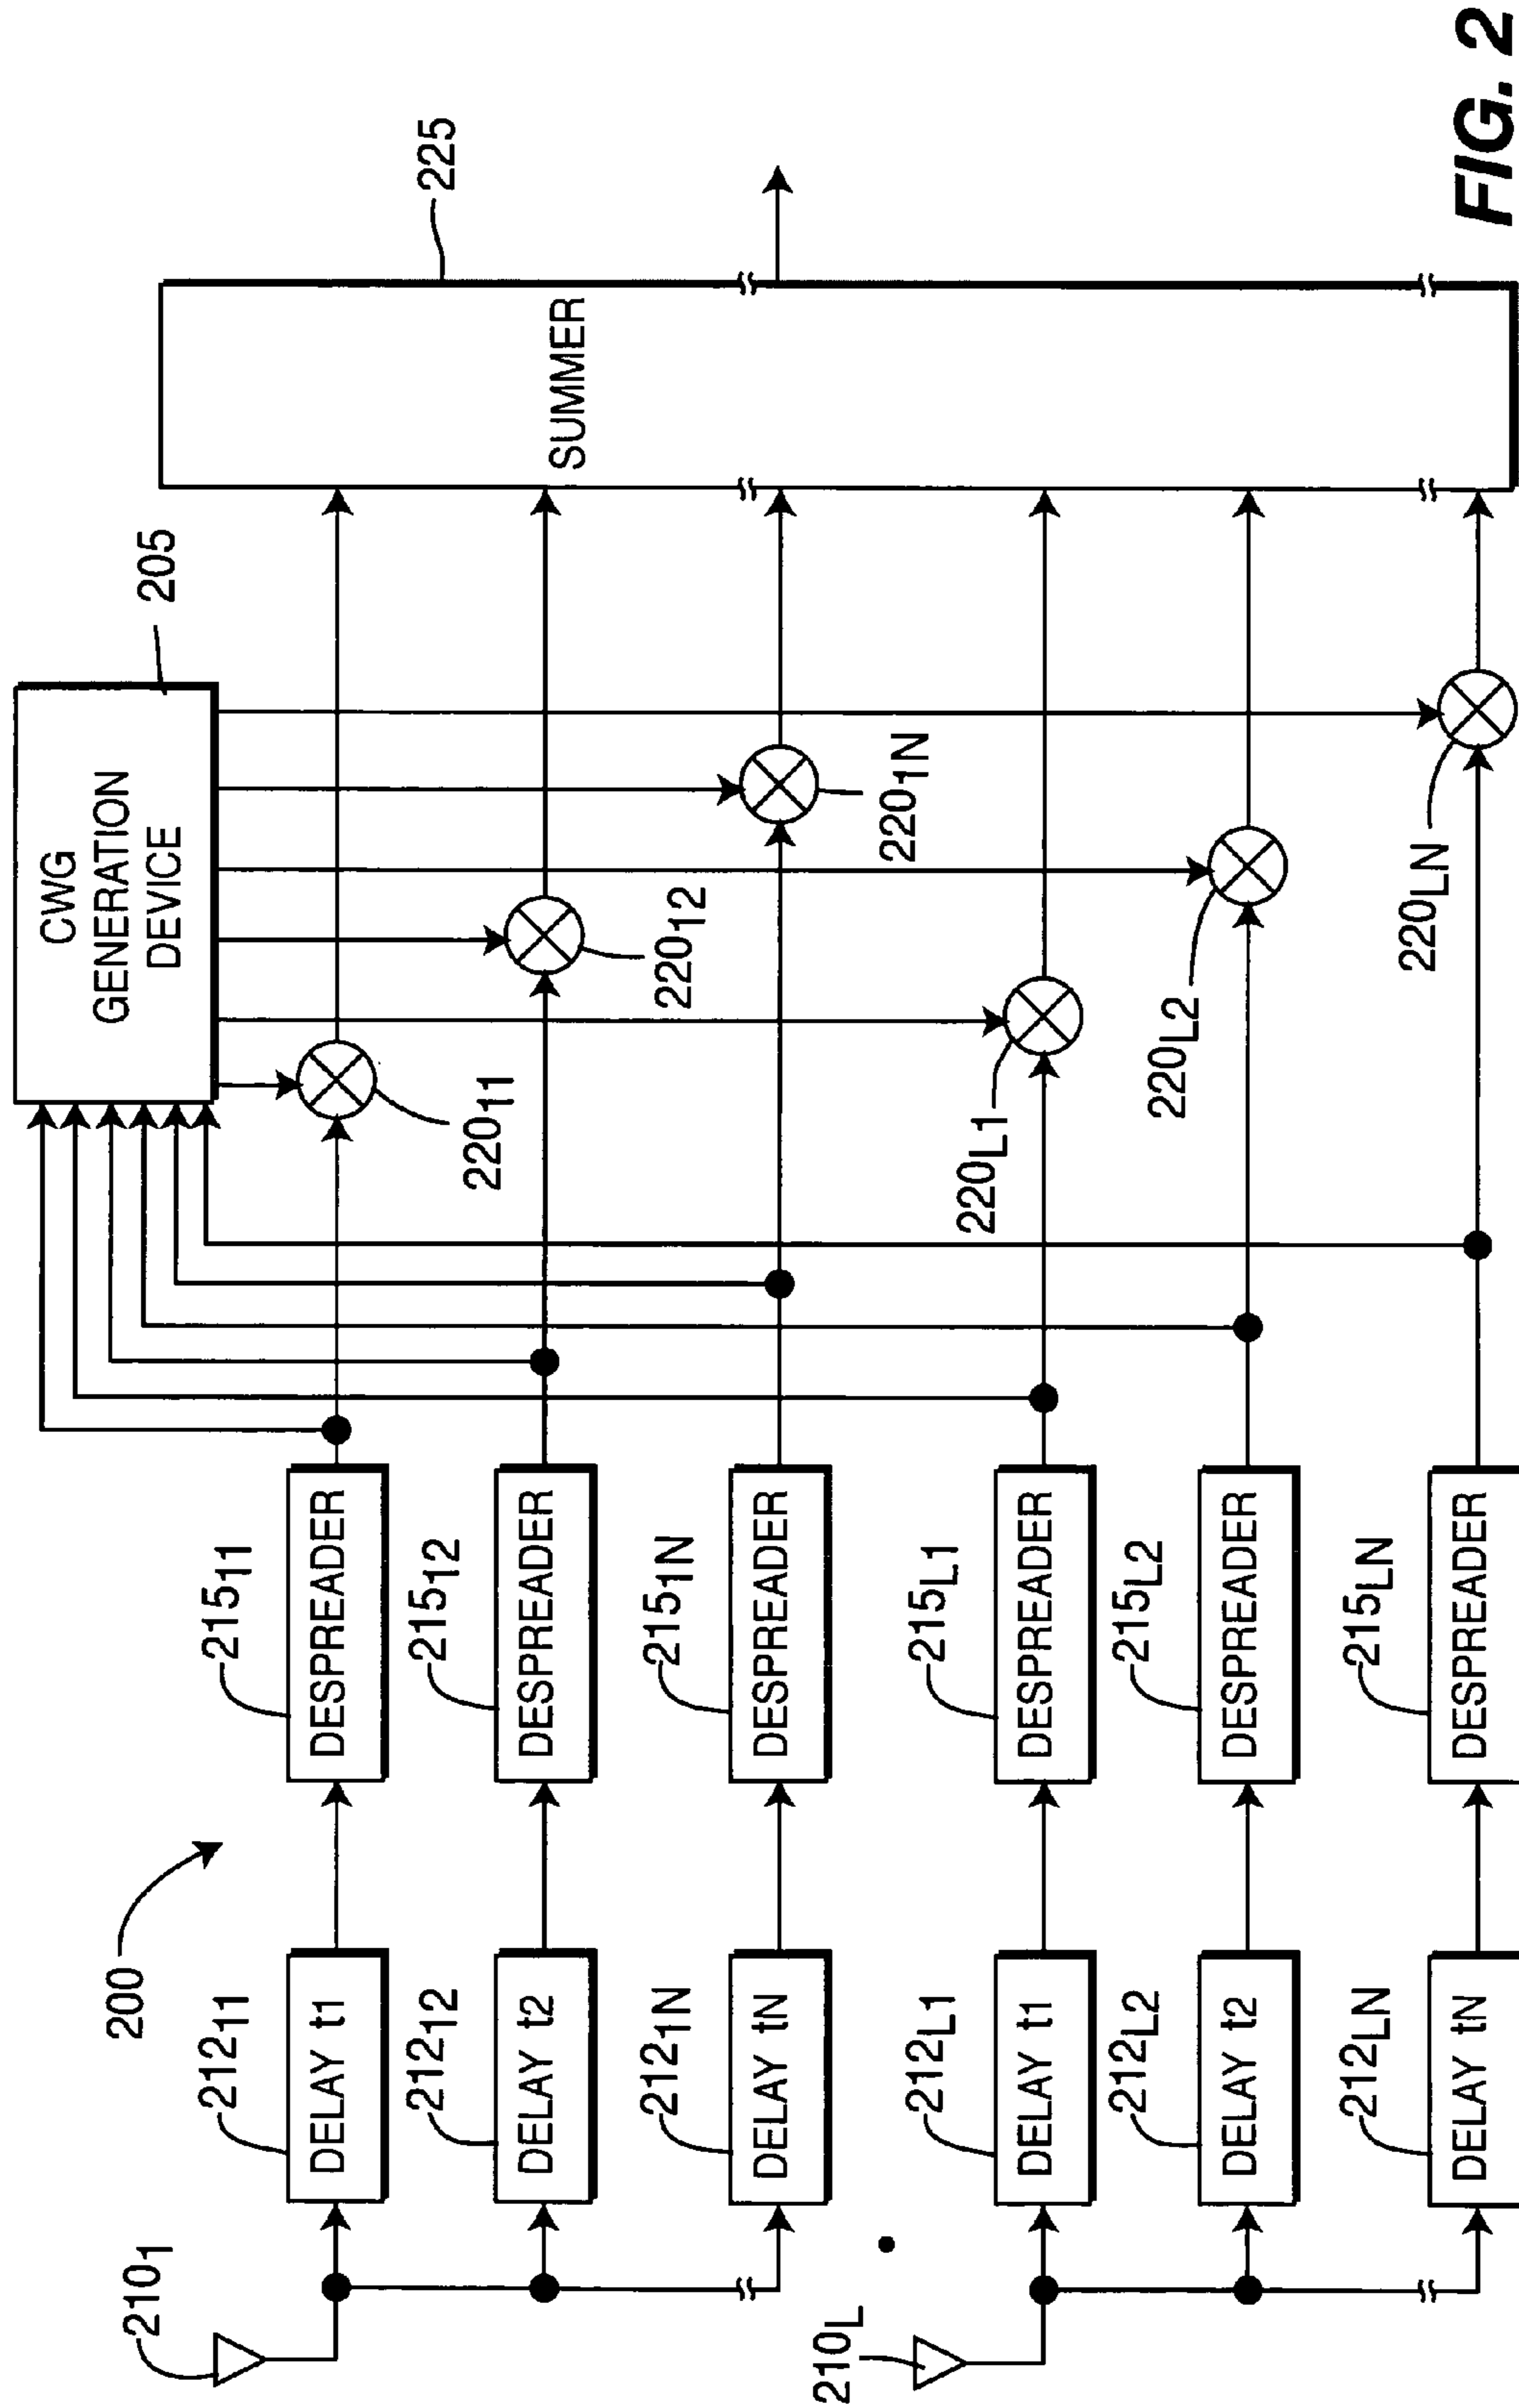 CWG
GENERATION
DEVICE
205
225
SUMMER
200
210₁
212₁₁
DELAY t1
215₁₁
DESPREADER
220₁₁
212₁₂
DELAY t2
215₁₂
DESPREADER
220₁₂
212₁N
DELAY tN
215₁N
DESPREADER
220₁N
210L
212L1
DELAY t1
215L1
DESPREADER
220L1
212L2
DELAY t2
215L2
DESPREADER
220L2
212LN
DELAY tN
215LN
DESPREADER
220LN
FIG. 2